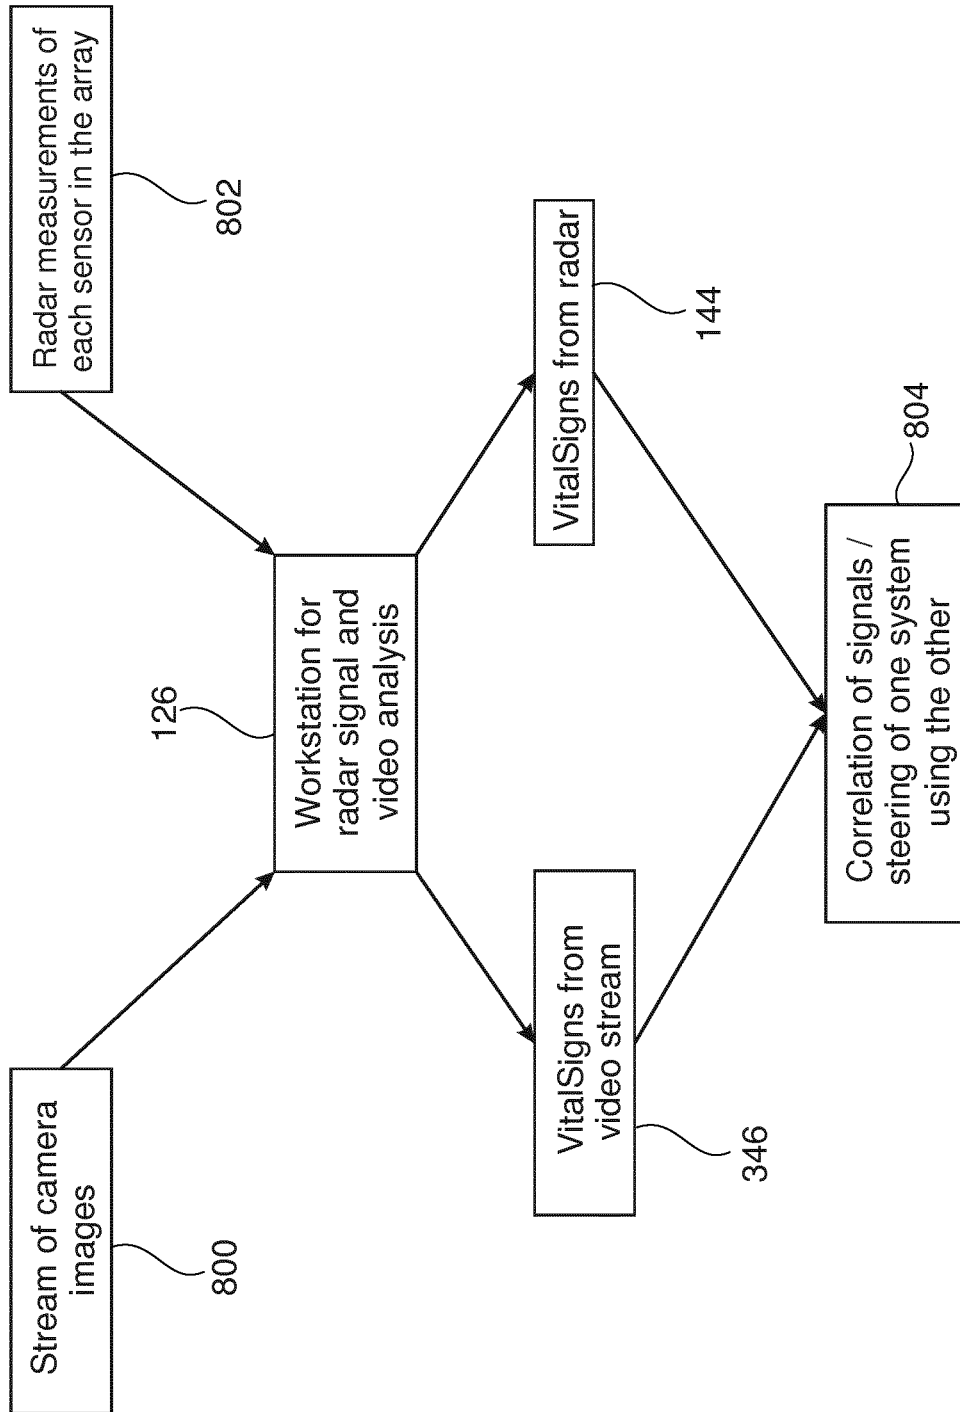 Stream of camera
images
800
Radar measurements of
each sensor in the array
802
126
Workstation for
radar signal and
video analysis
VitalSigns from
video stream
346
VitalSigns from radar
144
804
Correlation of signals /
steering of one system
using the other